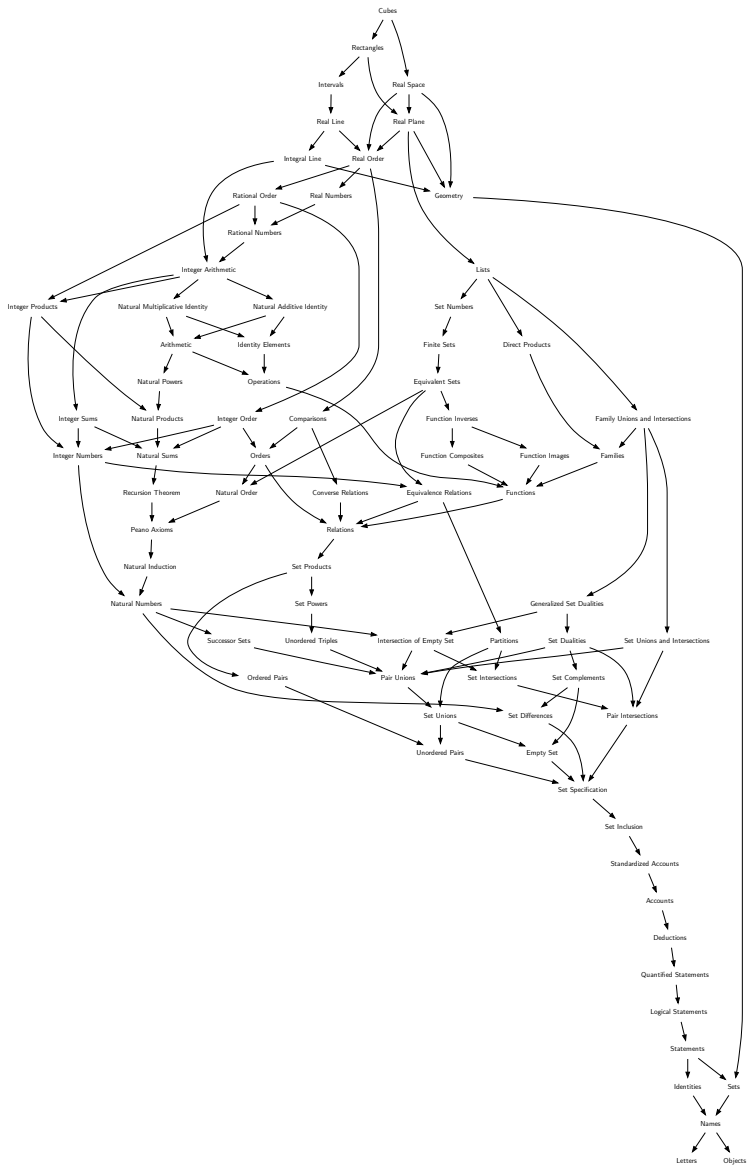 Cubes
Rectangles
Intervals
Real Space
Real Line
Real Plane
Integral Line
Real Order
Rational Order
Real Numbers
Geometry
Rational Numbers
Integer Arithmetic
Lists
Integer Products
Natural Multiplicative Identity
Natural Additive Identity
Set Numbers
Arithmetic
Identity Elements
Finite Sets
Direct Products
Natural Powers
Operations
Equivalent Sets
Integer Sums
Natural Products
Integer Order
Comparisons
Function Inverses
Family Unions and Intersections
Integer Numbers
Natural Sums
Orders
Function Composites
Function Images
Families
Recursion Theorem
Natural Order
Converse Relations
Equivalence Relations
Functions
Peano Axioms
Relations
Natural Induction
Set Products
Natural Numbers
Set Powers
Generalized Set Dualities
Successor Sets
Unordered Triples
Intersection of Empty Set
Partitions
Set Dualities
Set Unions and Intersections
Ordered Pairs
Pair Unions
Set Intersections
Set Complements
Set Unions
Set Differences
Pair Intersections
Unordered Pairs
Empty Set
Set Specification
Set Inclusion
Standardized Accounts
Accounts
Deductions
Quantified Statements
Logical Statements
Statements
Identities
Sets
Names
Letters
Objects